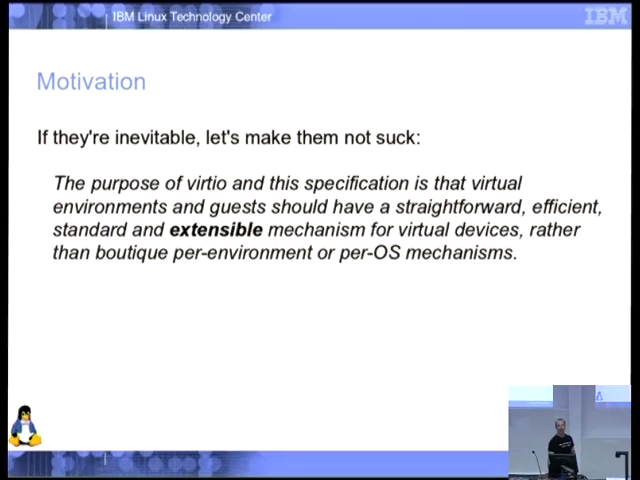 IBM Linux Technology Center
IBM
Motivation
If they're inevitable, let's make them not suck:
The purpose of virtio and this specification is that virtual
environments and guests should have a straightforward, efficient,
standard and extensible mechanism for virtual devices, rather
than boutique per-environment or per-OS mechanisms.